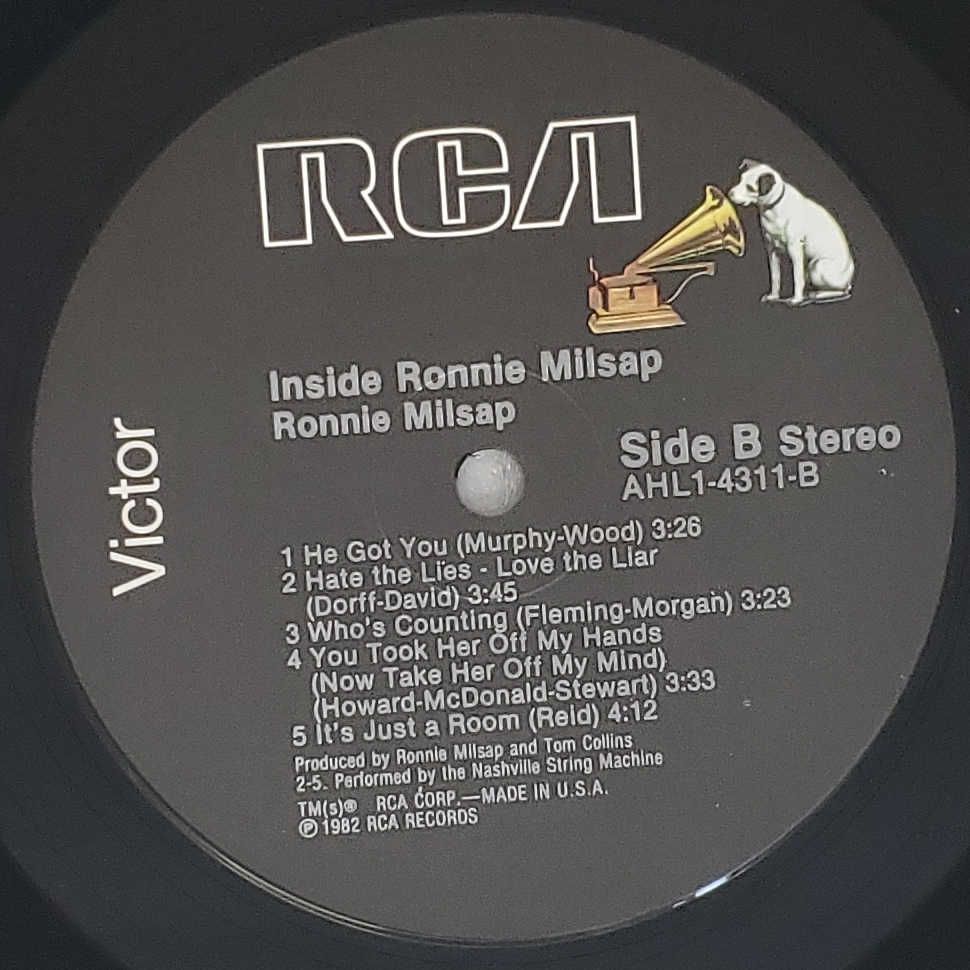 RCA
Victor
Inside Ronnie Milsap
Ronnie Milsap
Side B Stereo
AHL1-4311-B
1 He Got You (Murphy-Wood) 3:26
2 Hate the Lies - Love the Liar
(Dorff-David) 3:45
3 Who's Counting (Fleming-Morgan) 3:23
4 You Took Her Off My Hands
(Now Take Her Off My Mind)
(Howard-McDonald-Stewart) 3:33
5 It's Just a Room (Reid) 4:12
Produced by Ronnie Milsap and Tom Collins
2-5. Performed by the Nashville String Machine
TM(s)® RCA CORP.—MADE IN U.S.A.
℗ 1982 RCA RECORDS